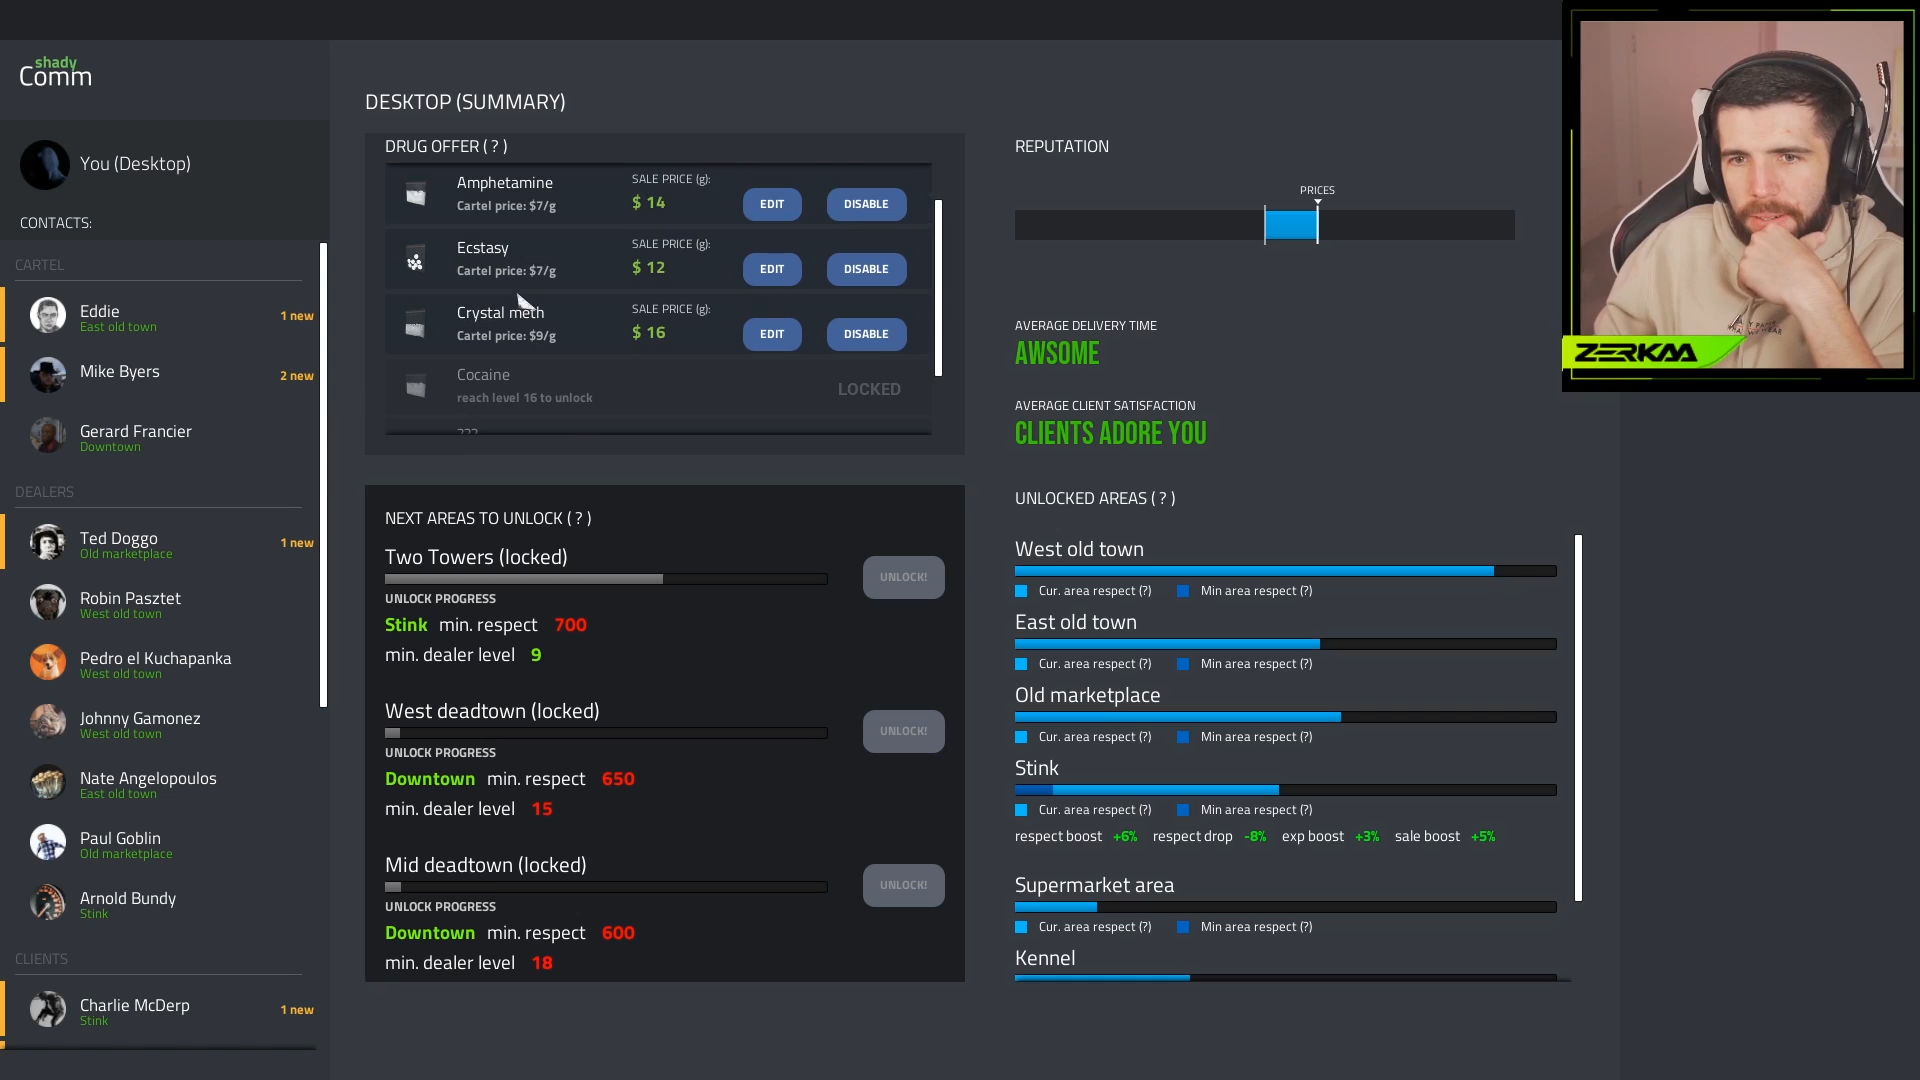 shady
Comm
You (Desktop)
CONTACTS:
CARTEL
Eddie
East old town
1 new
Mike Byers
2 new
Gerard Francier
Downtown
DEALERS
Ted Doggo
Old marketplace
1 new
Robin Pasztet
West old town
Pedro el Kuchapanka
West old town
Johnny Gamonez
West old town
Nate Angelopoulos
East old town
Paul Goblin
Old marketplace
Arnold Bundy
Stink
CLIENTS
Charlie McDerp
Stink
1 new
DESKTOP (SUMMARY)
DRUG OFFER ( ? )
Amphetamine
Cartel price: $7/g
SALE PRICE (g):
$ 14
EDIT
DISABLE
Ecstasy
Cartel price: $7/g
SALE PRICE (g):
$ 12
EDIT
DISABLE
Crystal meth
Cartel price: $9/g
SALE PRICE (g):
$ 16
EDIT
DISABLE
Cocaine
reach level 16 to unlock
LOCKED
???
NEXT AREAS TO UNLOCK ( ? )
Two Towers (locked)
UNLOCK!
UNLOCK PROGRESS
Stink min. respect 700
min. dealer level 9
West deadtown (locked)
UNLOCK!
UNLOCK PROGRESS
Downtown min. respect 650
min. dealer level 15
Mid deadtown (locked)
UNLOCK!
UNLOCK PROGRESS
Downtown min. respect 600
min. dealer level 18
REPUTATION
PRICES
AVERAGE DELIVERY TIME
AWSOME
AVERAGE CLIENT SATISFACTION
CLIENTS ADORE YOU
UNLOCKED AREAS ( ? )
West old town
Cur. area respect (?) Min area respect (?)
East old town
Cur. area respect (?) Min area respect (?)
Old marketplace
Cur. area respect (?) Min area respect (?)
Stink
Cur. area respect (?) Min area respect (?)
respect boost +6% respect drop -8% exp boost +3% sale boost +5%
Supermarket area
Cur. area respect (?) Min area respect (?)
Kennel
ZERKAA